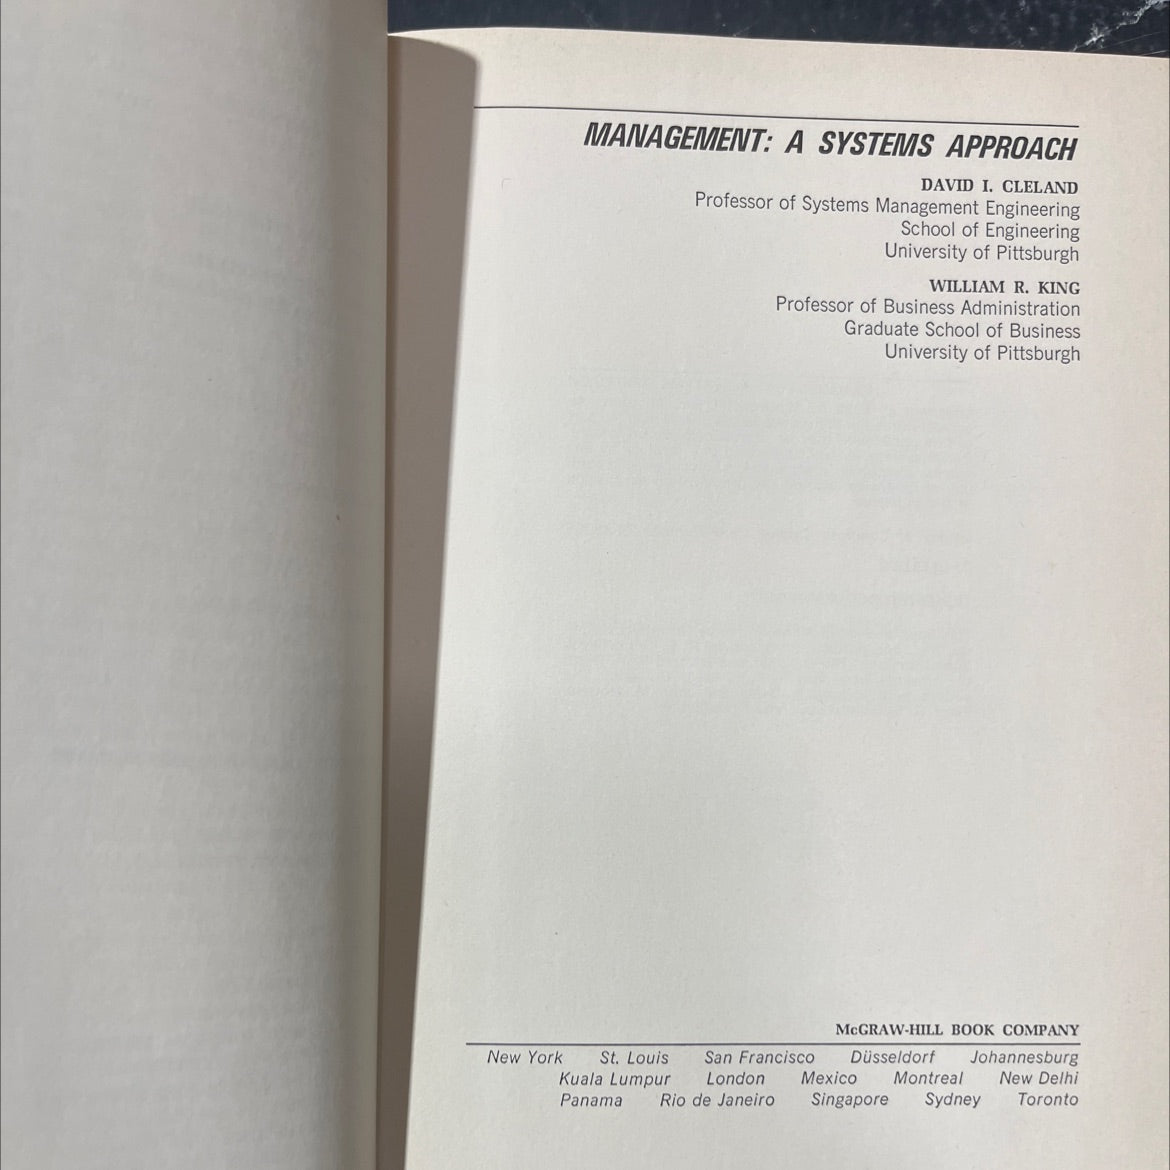 MANAGEMENT: A SYSTEMS APPROACH
DAVID I. CLELAND
Professor of Systems Management Engineering
School of Engineering
University of Pittsburgh
WILLIAM R. KING
Professor of Business Administration
Graduate School of Business
University of Pittsburgh
McGRAW-HILL BOOK COMPANY
New York St. Louis San Francisco Düsseldorf Johannesburg
Kuala Lumpur London Mexico Montreal New Delhi
Panama Rio de Janeiro Singapore Sydney Toronto